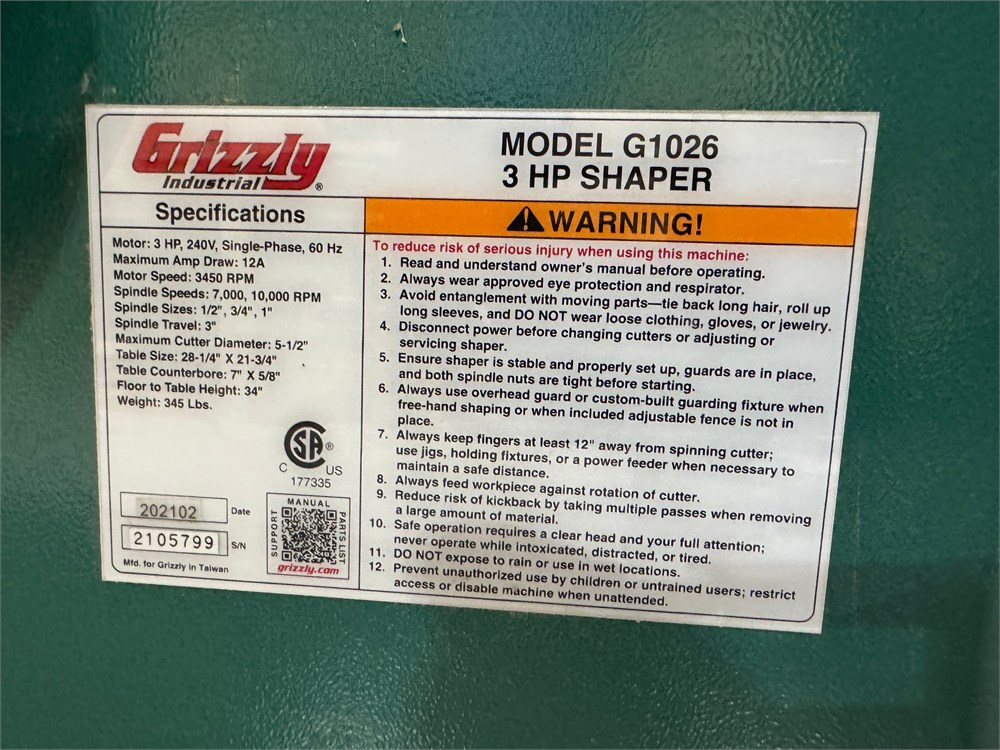 Grizzly
Industrial®
MODEL G1026
3 HP SHAPER
Specifications
Motor: 3 HP, 240V, Single-Phase, 60 Hz
Maximum Amp Draw: 12A
Motor Speed: 3450 RPM
Spindle Speeds: 7,000, 10,000 RPM
Spindle Sizes: 1/2", 3/4", 1"
Spindle Travel: 3"
Maximum Cutter Diameter: 5-1/2"
Table Size: 28-1/4" X 21-3/4"
Table Counterbore: 7" X 5/8"
Floor to Table Height: 34"
Weight: 345 Lbs.
SA®
C US
177335
202102 Date
2105799 S/N
Mfd. for Grizzly in Taiwan
MANUAL
SUPPORT
PARTS LIST
grizzly.com
WARNING!
To reduce risk of serious injury when using this machine:
1. Read and understand owner's manual before operating.
2. Always wear approved eye protection and respirator.
3. Avoid entanglement with moving parts—tie back long hair, roll up
long sleeves, and DO NOT wear loose clothing, gloves, or jewelry.
4. Disconnect power before changing cutters or adjusting or
servicing shaper.
5. Ensure shaper is stable and properly set up, guards are in place,
and both spindle nuts are tight before starting.
6. Always use overhead guard or custom-built guarding fixture when
free-hand shaping or when included adjustable fence is not in
place.
7. Always keep fingers at least 12" away from spinning cutter;
use jigs, holding fixtures, or a power feeder when necessary to
maintain a safe distance.
8. Always feed workpiece against rotation of cutter.
9. Reduce risk of kickback by taking multiple passes when removing
a large amount of material.
10. Safe operation requires a clear head and your full attention;
never operate while intoxicated, distracted, or tired.
11. DO NOT expose to rain or use in wet locations.
12. Prevent unauthorized use by children or untrained users; restrict
access or disable machine when unattended.